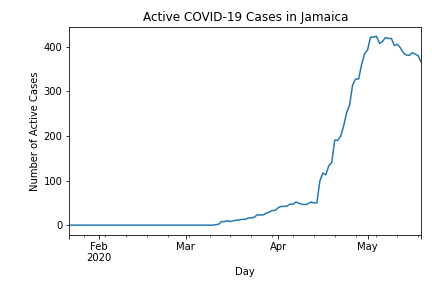 Active COVID-19 Cases in Jamaica
400
300
200
100
0
Number of Active Cases
Feb
2020
Mar
Apr
May
Day